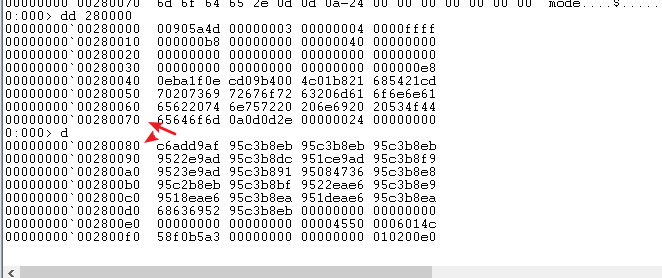 00000000`00280070  6d 6f 64 65 2e 0d 0d 0a-24 00 00 00 00 00 00 00  mode....$.......
0:000> dd 280000
00000000`00280000  00905a4d 00000003 00000004 0000ffff
00000000`00280010  000000b8 00000000 00000040 00000000
00000000`00280020  00000000 00000000 00000000 00000000
00000000`00280030  00000000 00000000 00000000 000000e8
00000000`00280040  0eba1f0e cd09b400 4c01b821 685421cd
00000000`00280050  70207369 72676f72 63206d61 6f6e6e61
00000000`00280060  65622074 6e757220 206e6920 20534f44
00000000`00280070  65646f6d 0a0d0d2e 00000024 00000000
0:000> d
00000000`00280080  c6add9af 95c3b8eb 95c3b8eb 95c3b8eb
00000000`00280090  9522e9ad 95c3b8dc 951ce9ad 95c3b8f9
00000000`002800a0  9523e9ad 95c3b891 95084736 95c3b8e8
00000000`002800b0  95c2b8eb 95c3b8bf 9522eae6 95c3b8e9
00000000`002800c0  9518eae6 95c3b8ea 951deae6 95c3b8ea
00000000`002800d0  68636952 95c3b8eb 00000000 00000000
00000000`002800e0  00000000 00000000 00004550 0006014c
00000000`002800f0  58f0b5a3 00000000 00000000 010200e0